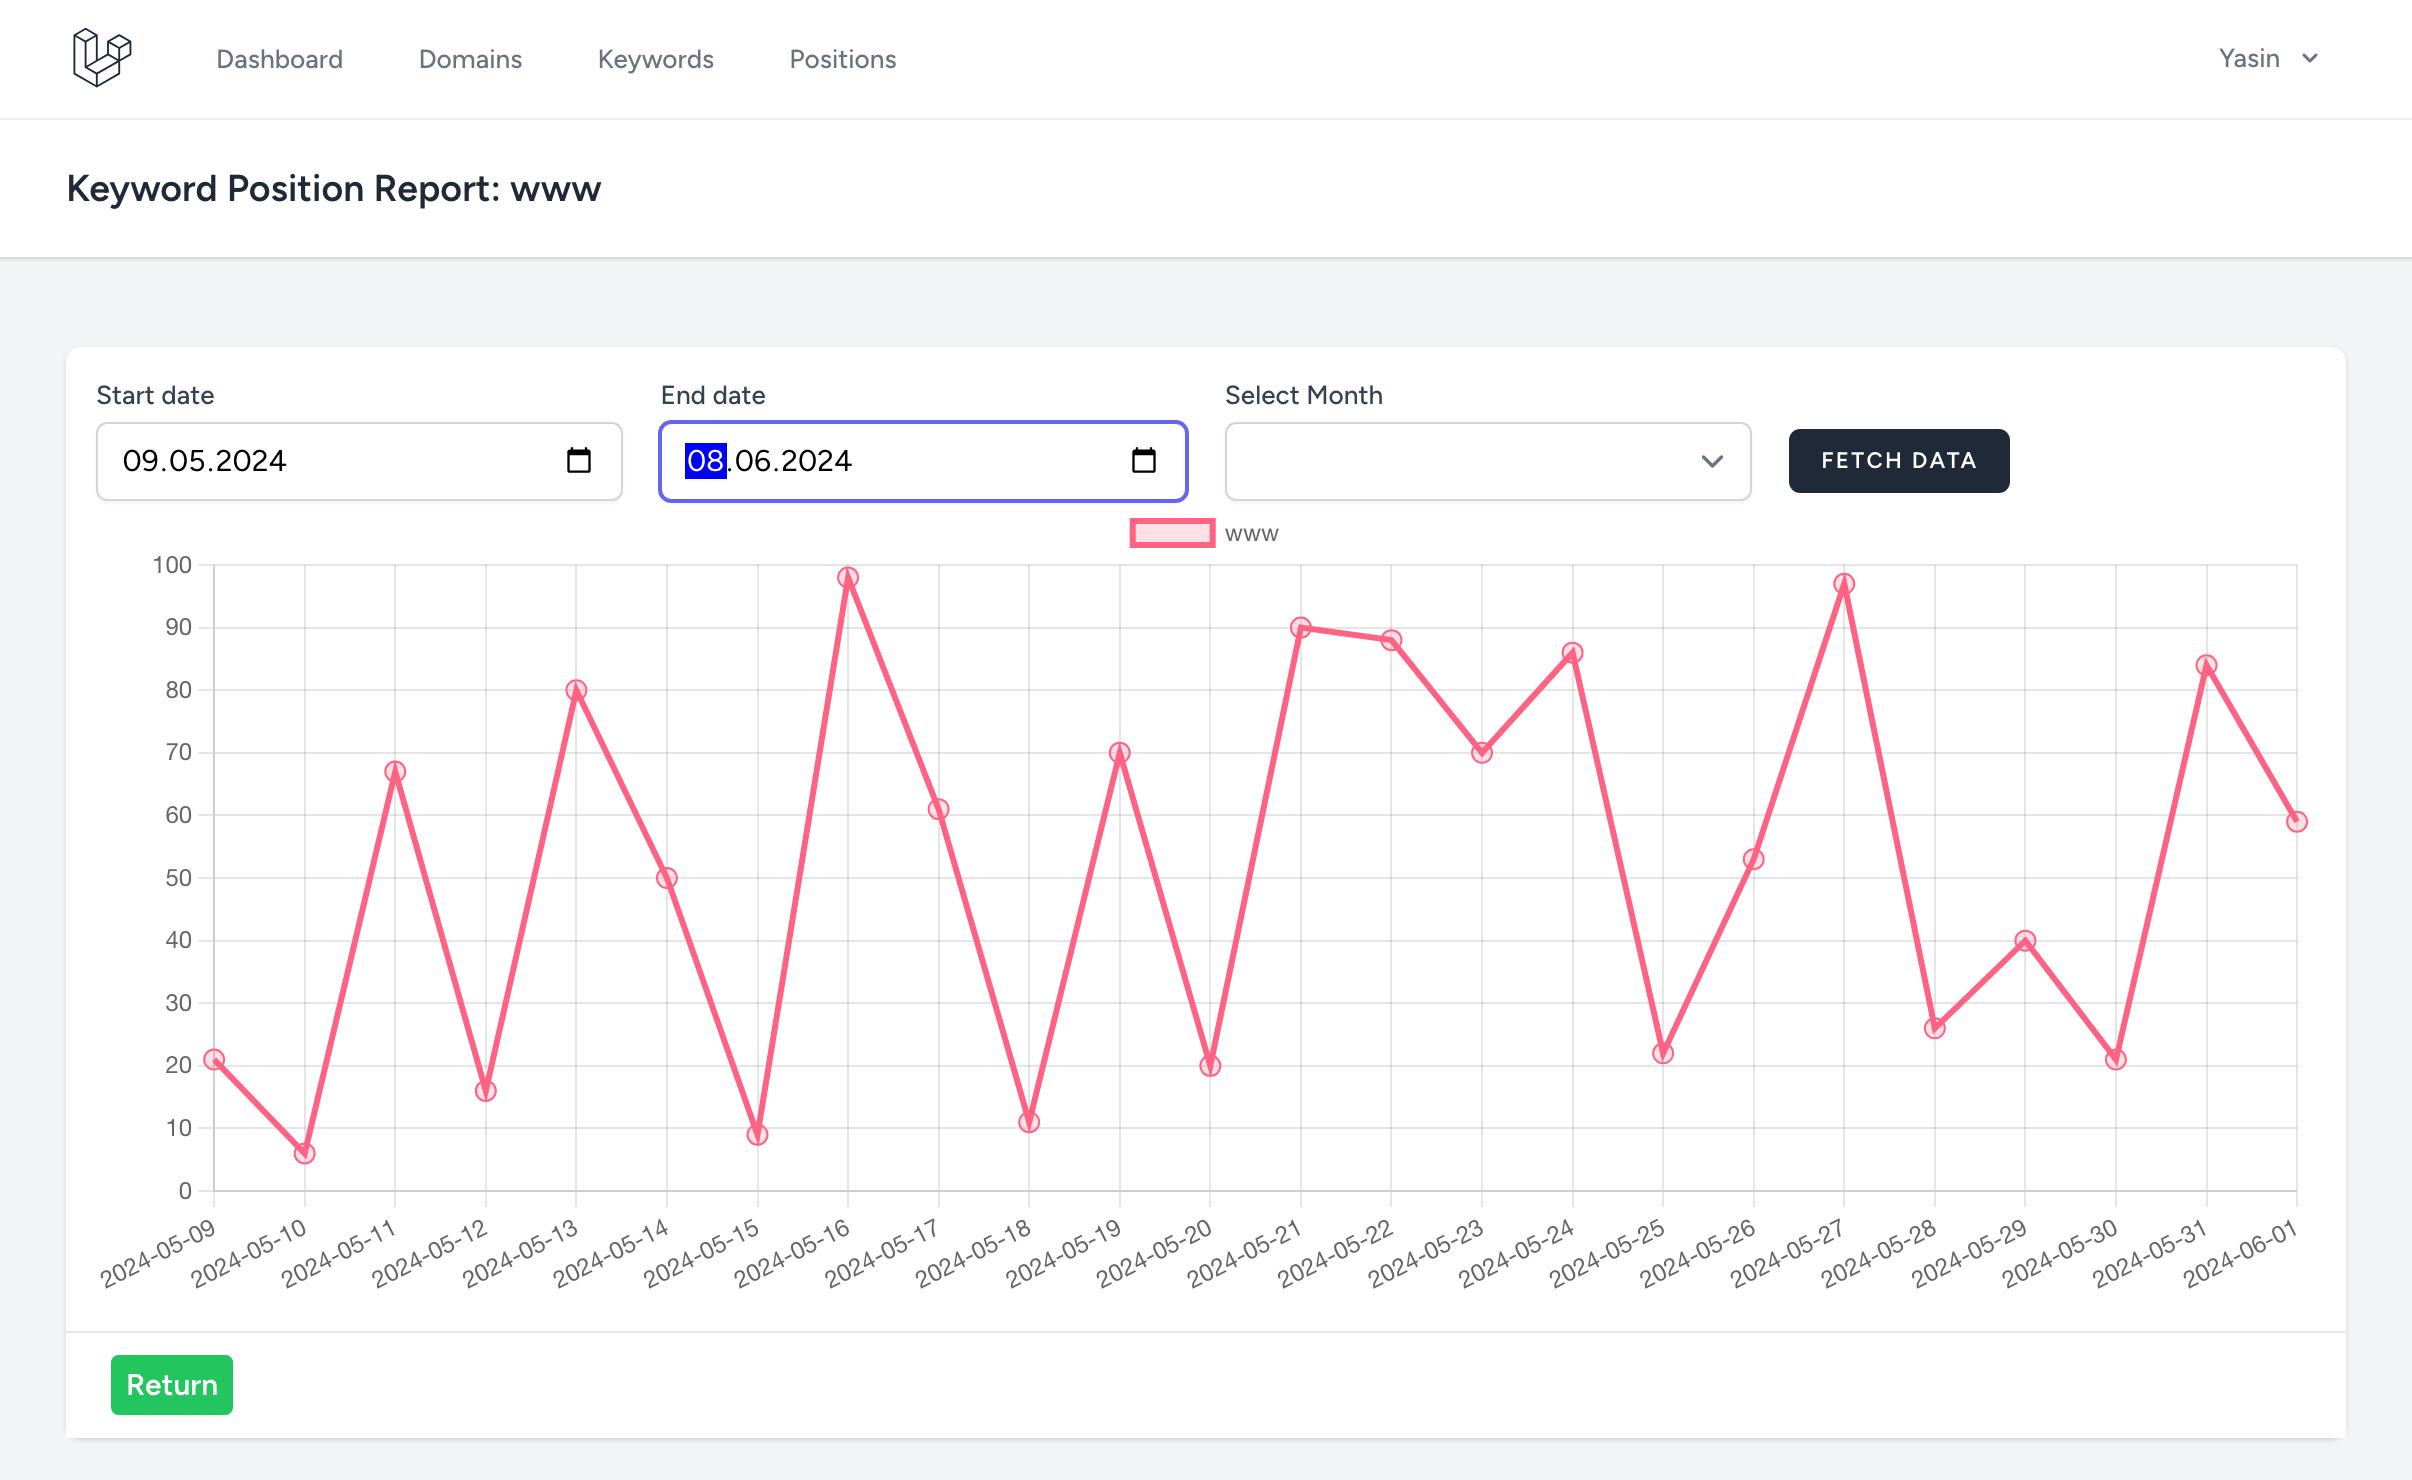 Dashboard Domains Keywords Positions Yasin
Keyword Position Report: www
Start date End date Select Month
09.05.2024 08.06.2024 FETCH DATA
www
100
90
80
70
60
50
40
30
20
10
0
2024-05-09 2024-05-10 2024-05-11 2024-05-12 2024-05-13 2024-05-14 2024-05-15 2024-05-16 2024-05-17 2024-05-18 2024-05-19 2024-05-20 2024-05-21 2024-05-22 2024-05-23 2024-05-24 2024-05-25 2024-05-26 2024-05-27 2024-05-28 2024-05-29 2024-05-30 2024-05-31 2024-06-01
Return